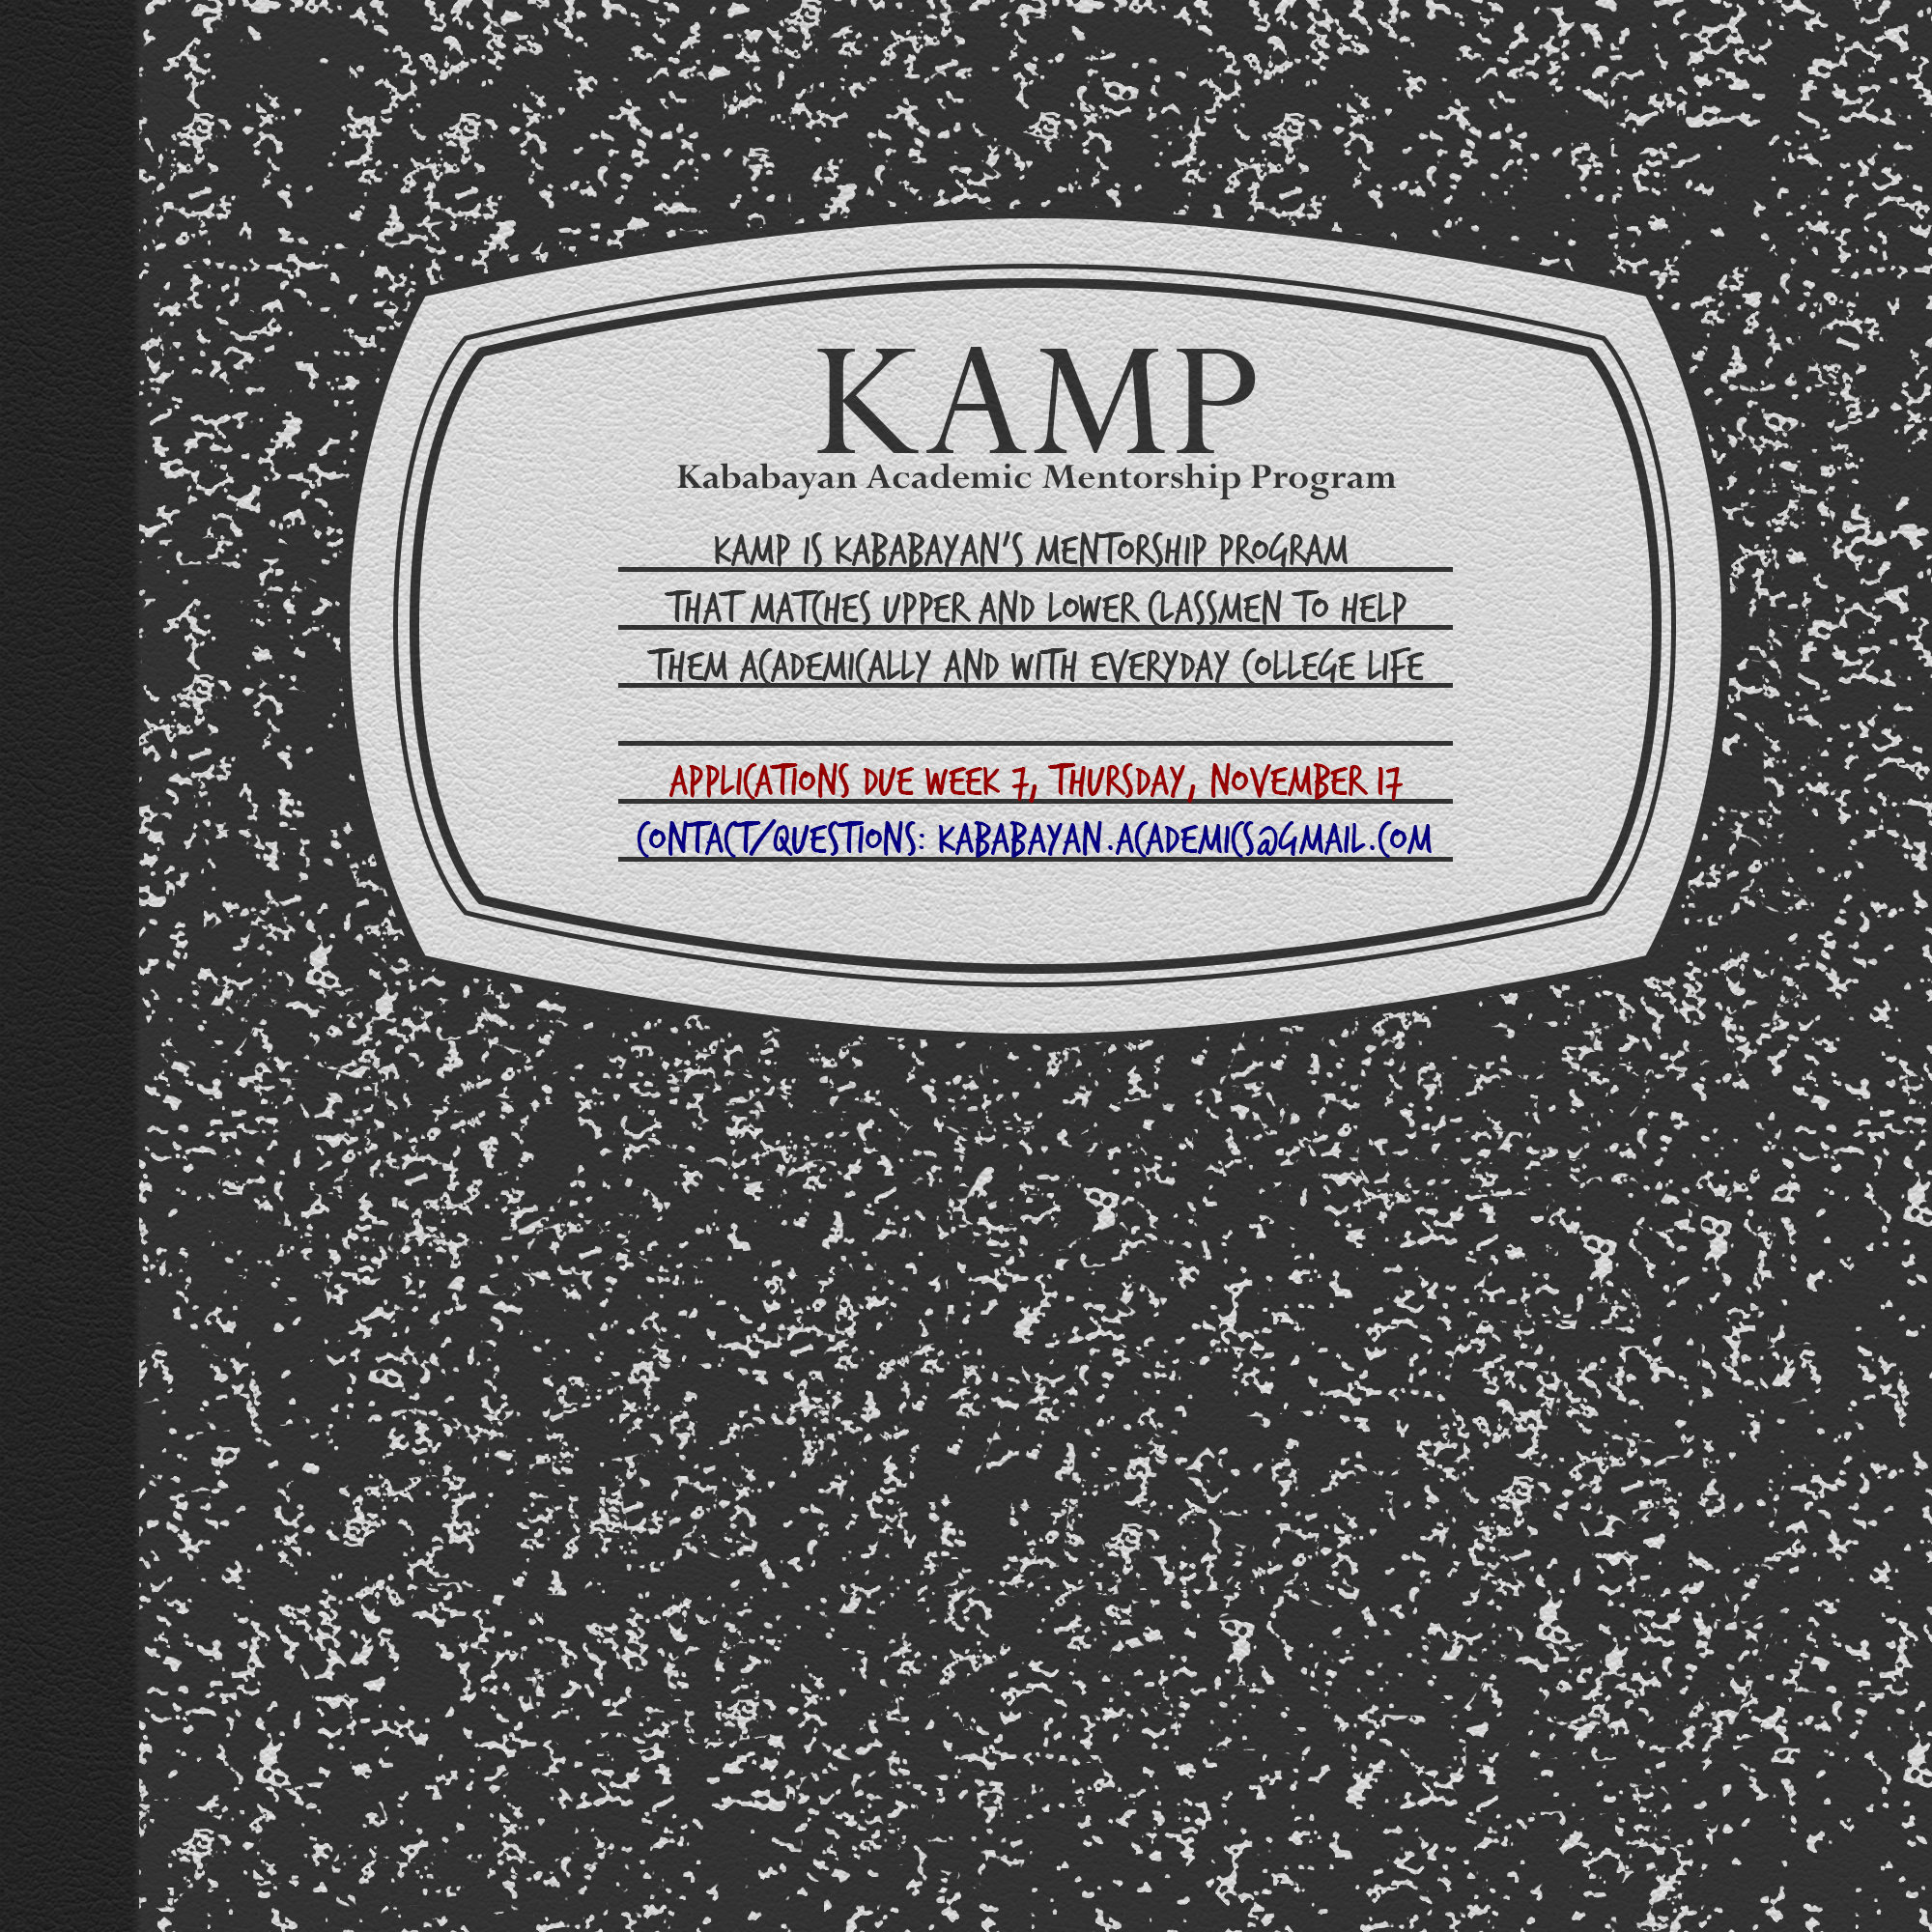 KAMP
Kababayan Academic Mentorship Program
KAMP IS KABABAYAN'S MENTORSHIP PROGRAM
THAT MATCHES UPPER AND LOWER CLASSMEN TO HELP
THEM ACADEMICALLY AND WITH EVERYDAY COLLEGE LIFE
APPLICATIONS DUE WEEK 7, THURSDAY, NOVEMBER 17
CONTACT/QUESTIONS: KABABAYAN.ACADEMICS@GMAIL.COM